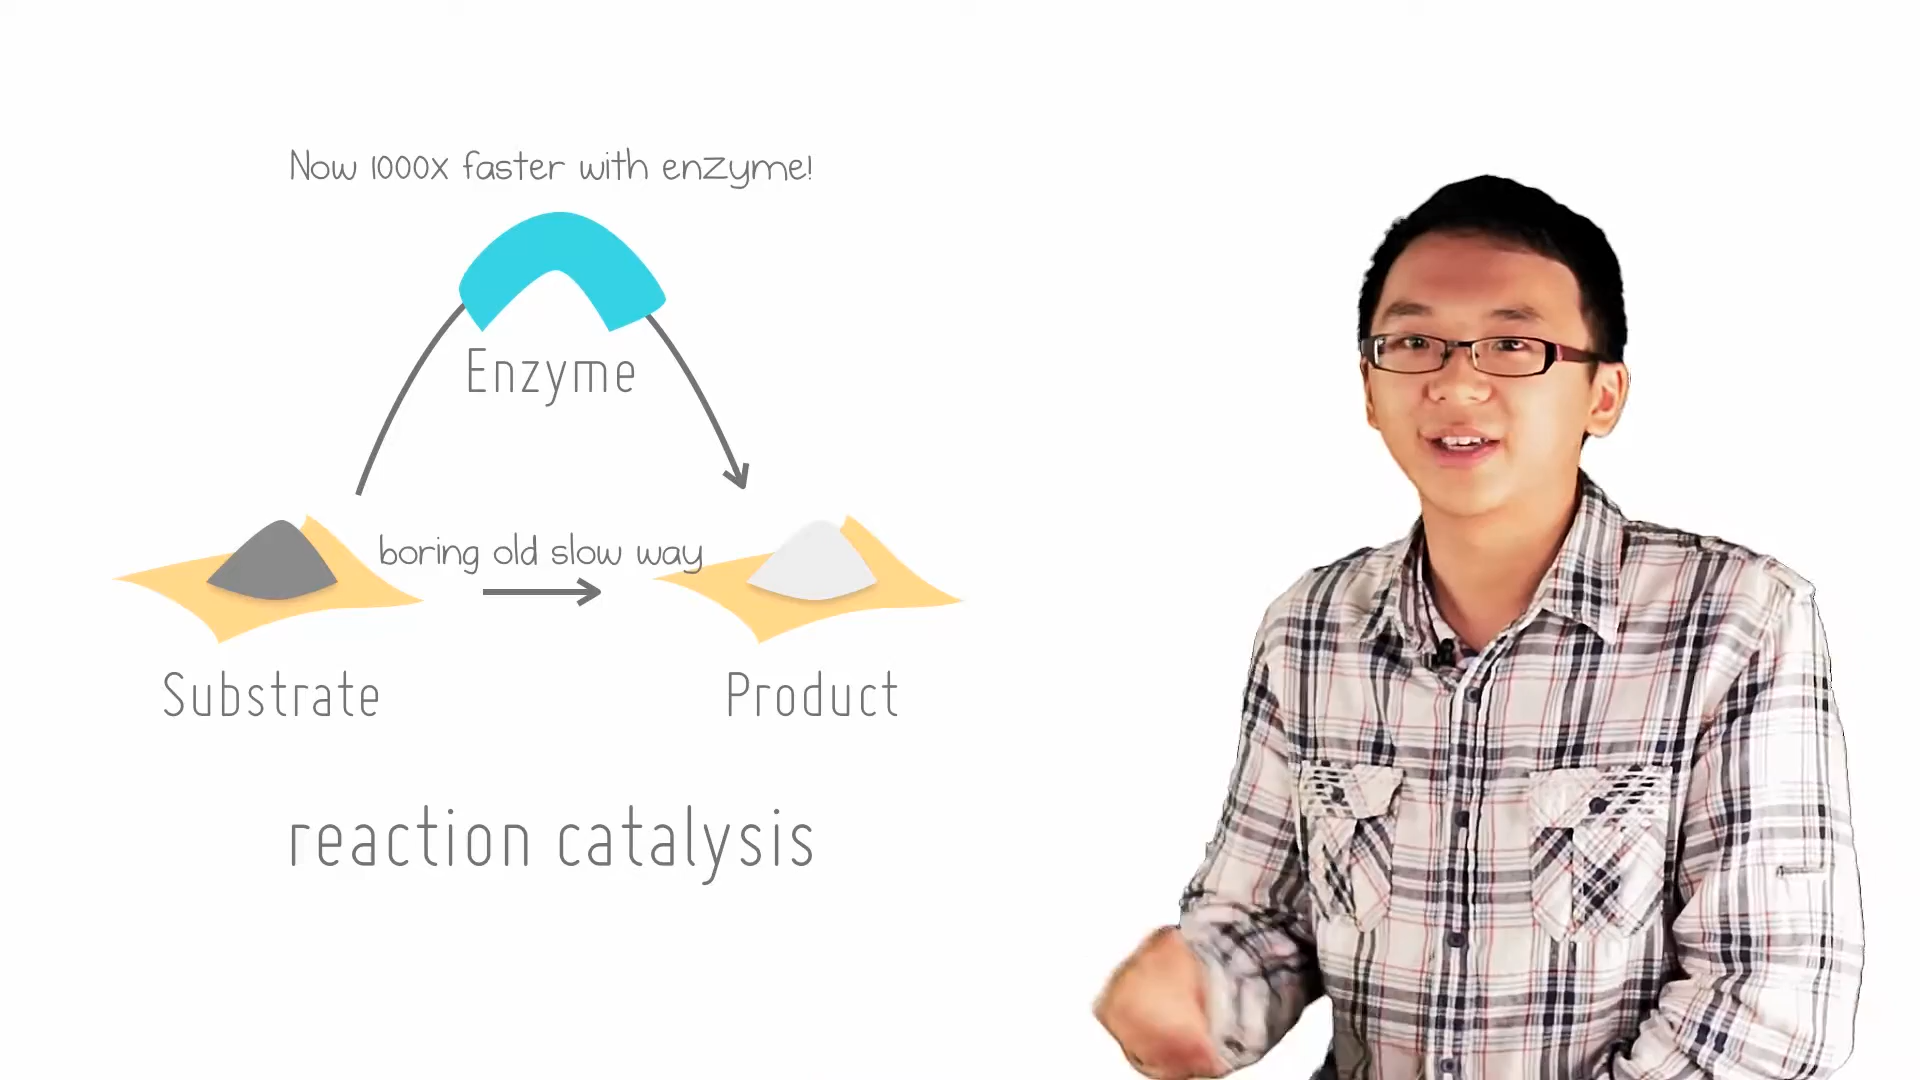 Now 1000x faster with enzyme!
Enzyme
boring old slow way
Substrate
Product
reaction catalysis